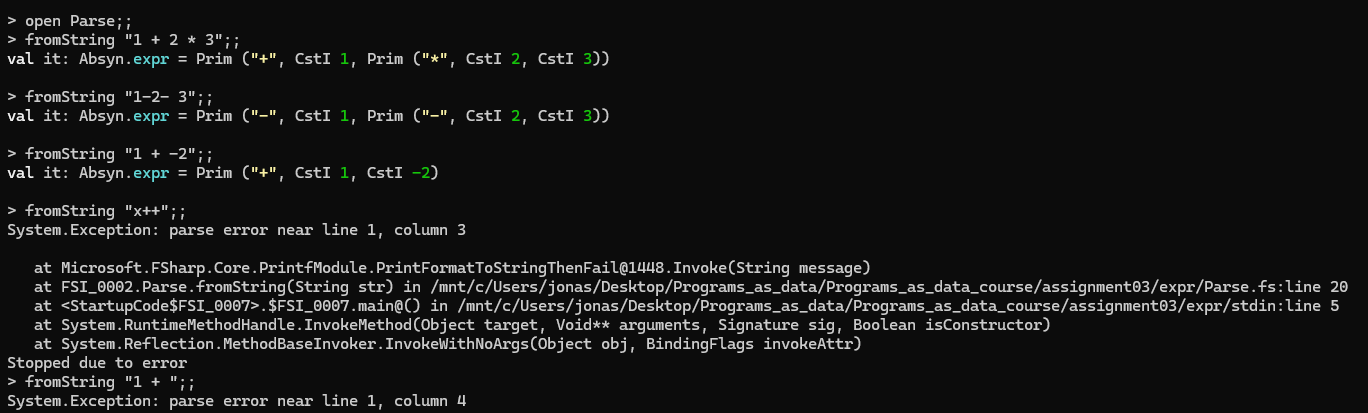 > open Parse;;
> fromString "1 + 2 * 3";;
val it: Absyn.expr = Prim ("+", CstI 1, Prim ("*", CstI 2, CstI 3))
> fromString "1-2- 3";;
val it: Absyn.expr = Prim ("-", CstI 1, Prim ("-", CstI 2, CstI 3))
> fromString "1 + -2";;
val it: Absyn.expr = Prim ("+", CstI 1, CstI -2)
> fromString "x++";;
System.Exception: parse error near line 1, column 3
   at Microsoft.FSharp.Core.PrintfModule.PrintFormatToStringThenFail@1448.Invoke(String message)
   at FSI_0002.Parse.fromString(String str) in /mnt/c/Users/jonas/Desktop/Programs_as_data/Programs_as_data_course/assignment03/expr/Parse.fs:line 20
   at <StartupCode$FSI_0007>.$FSI_0007.main@() in /mnt/c/Users/jonas/Desktop/Programs_as_data/Programs_as_data_course/assignment03/expr/stdin:line 5
   at System.RuntimeMethodHandle.InvokeMethod(Object target, Void** arguments, Signature sig, Boolean isConstructor)
   at System.Reflection.MethodBaseInvoker.InvokeWithNoArgs(Object obj, BindingFlags invokeAttr)
Stopped due to error
> fromString "1 + ";;
System.Exception: parse error near line 1, column 4